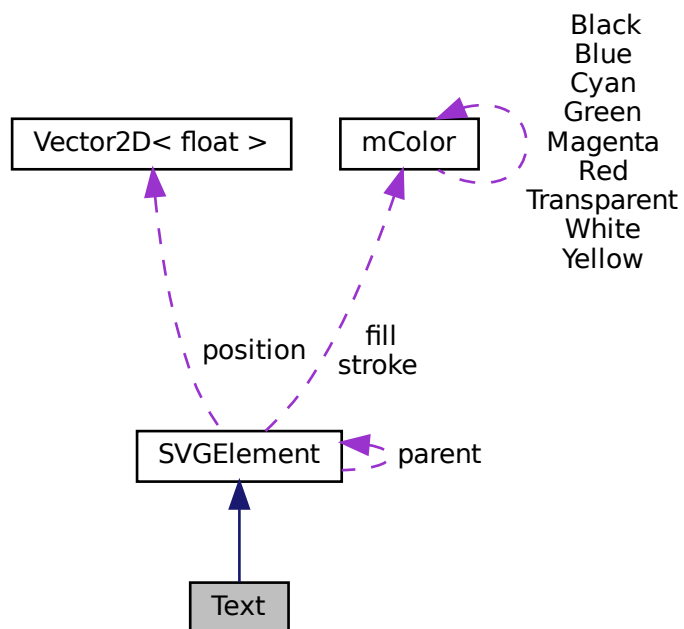 Black
Blue
Cyan
Green
Magenta
Red
Transparent
White
Yellow
Vector2D< float >
mColor
position
fill
stroke
SVGElement
parent
Text